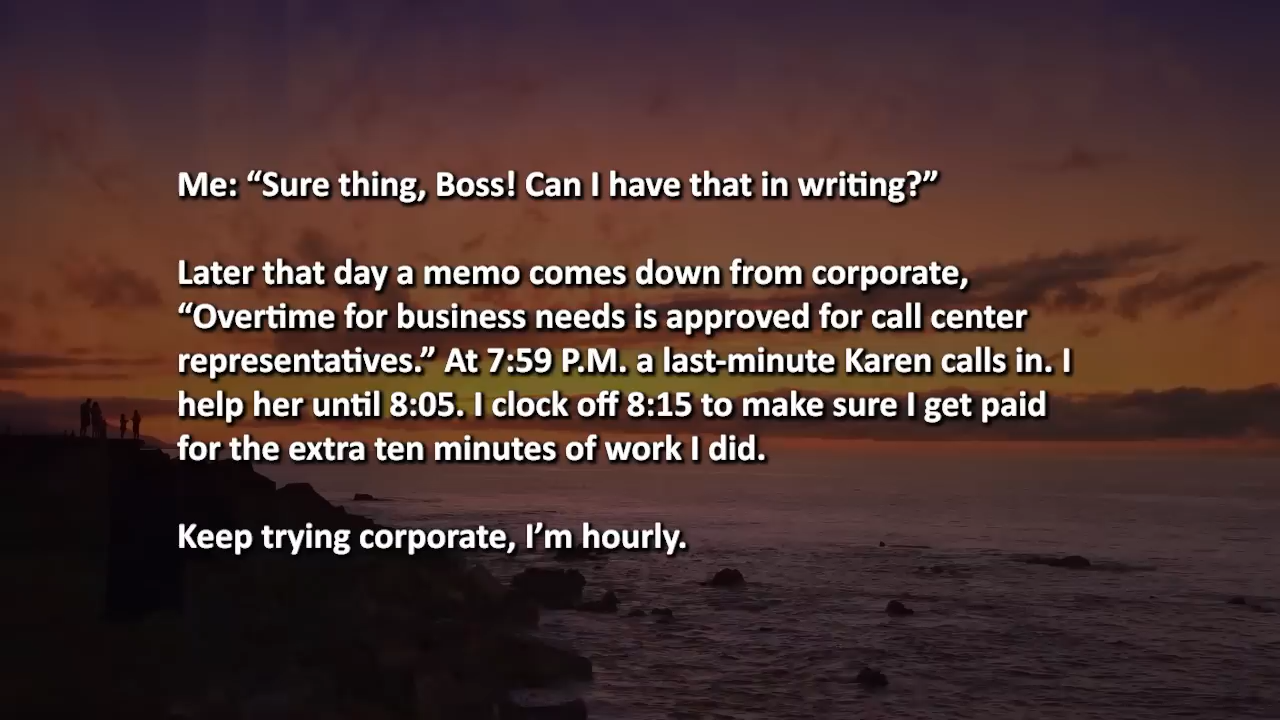 Me: “Sure thing, Boss! Can I have that in writing?”
Later that day a memo comes down from corporate,
“Overtime for business needs is approved for call center
representatives.” At 7:59 P.M. a last-minute Karen calls in. I
help her until 8:05. I clock off 8:15 to make sure I get paid
for the extra ten minutes of work I did.
Keep trying corporate, I’m hourly.